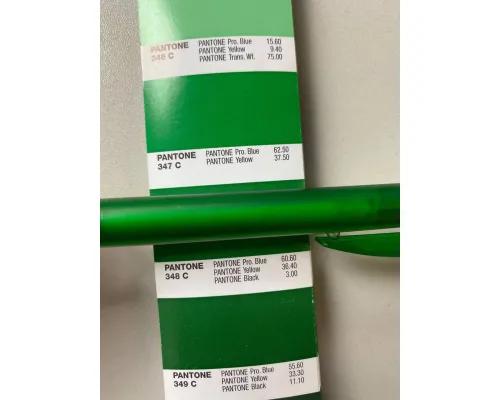 PANTONE PANTONE Pro. Blue 15.60
346 C PANTONE Yellow 9.40
PANTONE Trans. Wt. 75.00
PANTONE PANTONE Pro. Blue 62.50
347 C PANTONE Yellow 37.50
PANTONE PANTONE Pro. Blue 60.60
348 C PANTONE Yellow 36.40
PANTONE Black 3.00
PANTONE PANTONE Pro. Blue 55.60
349 C PANTONE Yellow 33.30
PANTONE Black 11.10